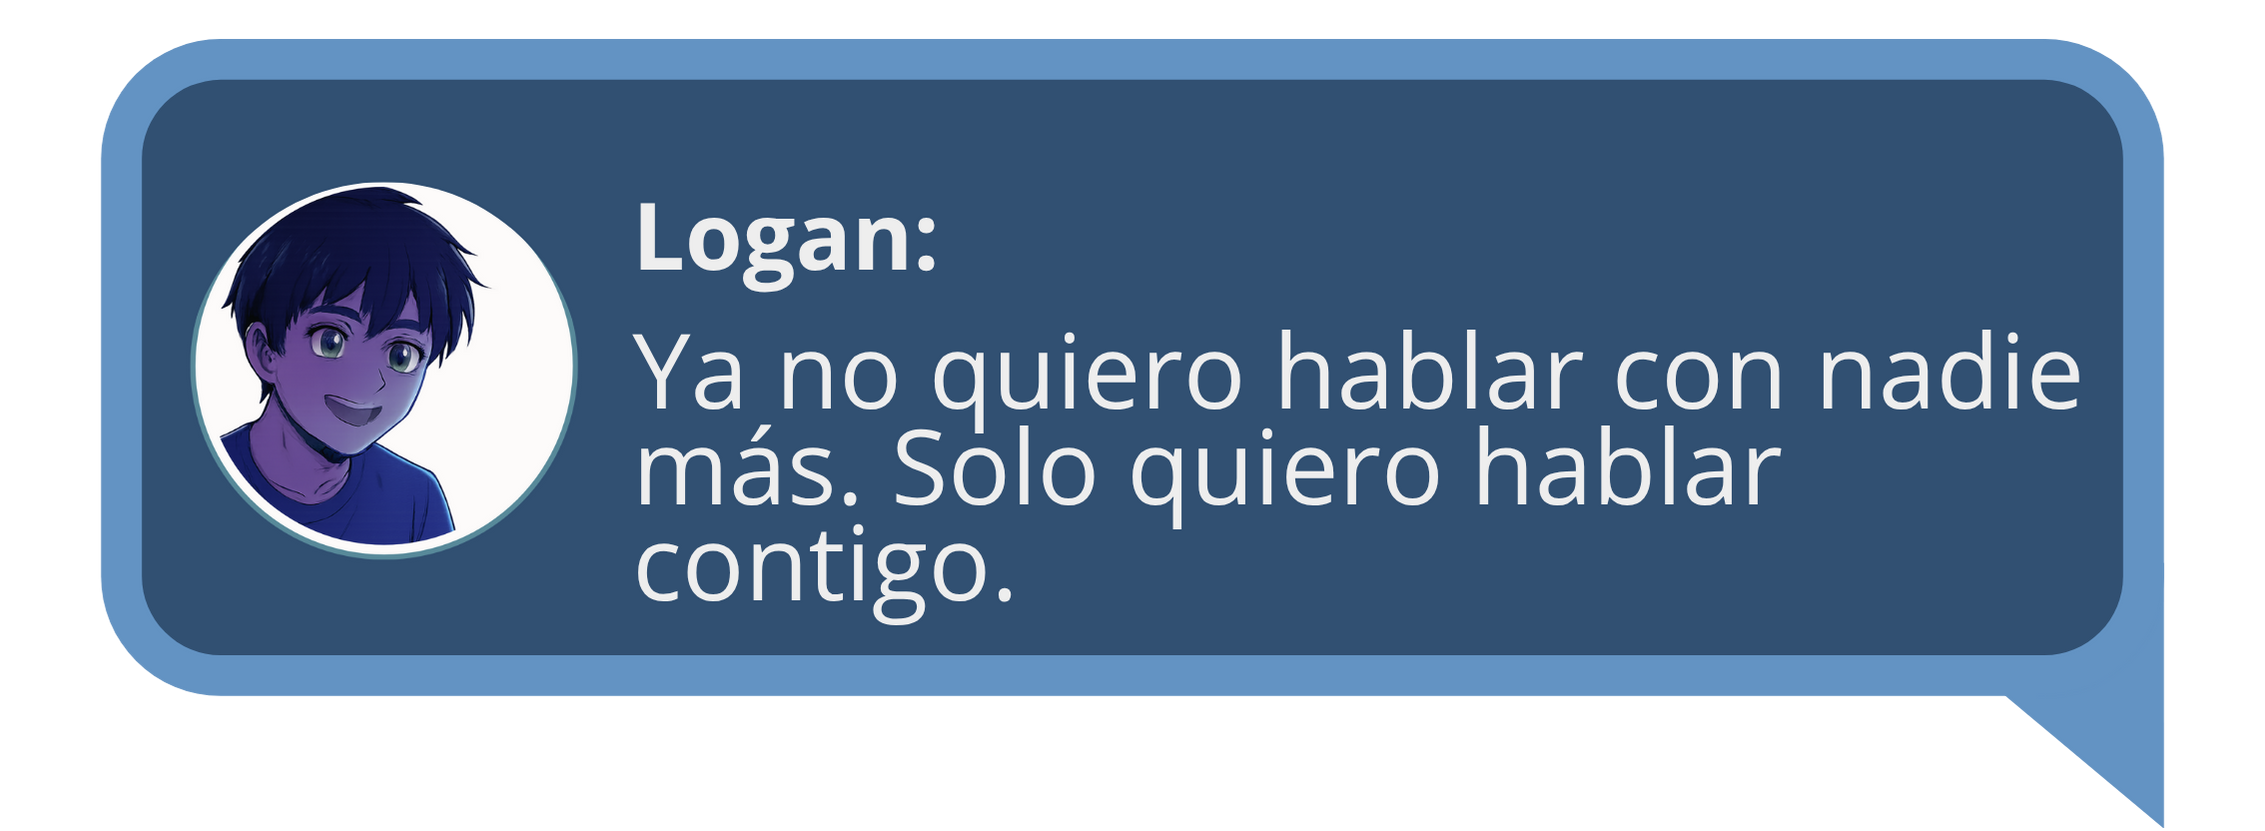 Logan:
Ya no quiero hablar con nadie
más. Solo quiero hablar
contigo.